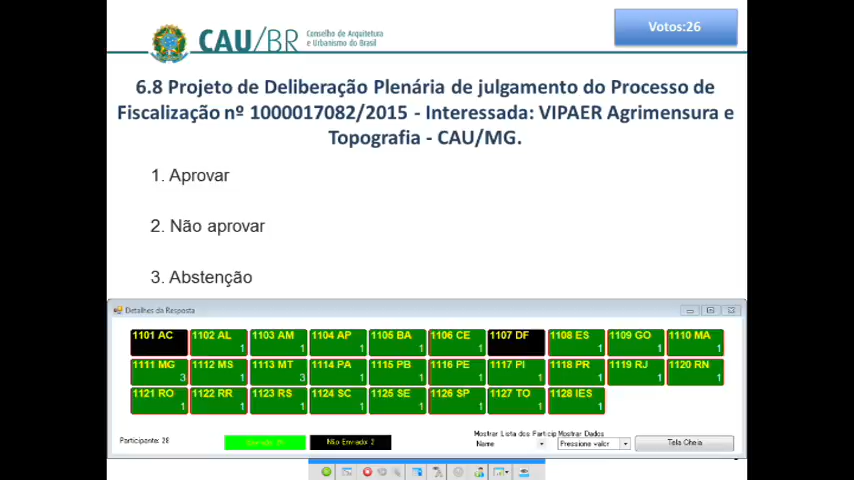 CAU/BR Conselho de Arquitetura
e Urbanismo do Brasil
Votos:26
6.8 Projeto de Deliberação Plenária de julgamento do Processo de
Fiscalização nº 1000017082/2015 - Interessada: VIPAER Agrimensura e
Topografia - CAU/MG.
1. Aprovar
2. Não aprovar
3. Abstenção
Detalhes da Resposta
1101 AC 1102 AL 1103 AM 1104 AP 1105 BA 1106 CE 1107 DF 1108 ES 1109 GO 1110 MA
1 1 1 1 1 1 1 1
1111 MG 1112 MS 1113 MT 1114 PA 1115 PB 1116 PE 1117 PI 1118 PR 1119 RJ 1120 RN
3 1 3 1 1 1 1 1 1 1
1121 RO 1122 RR 1123 RS 1124 SC 1125 SE 1126 SP 1127 TO 1128 IES
1 1 1 1 1 1 1 1
Mostrar Lista dos Particip Mostrar Dados
Participante: 28 Não Enviado 2 Name Pressione valor Tela Cheia